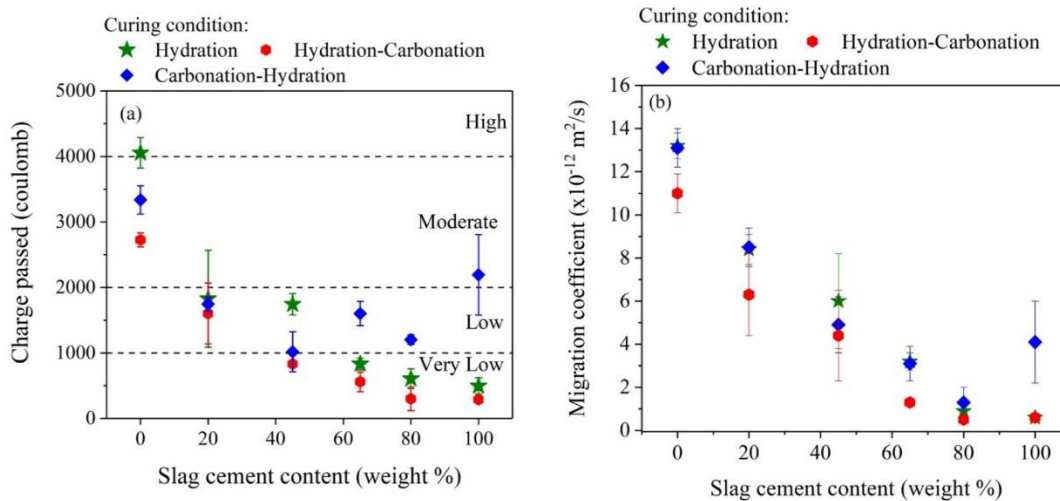 Curing condition:
Hydration Hydration-Carbonation
Carbonation-Hydration
(a)
High
Moderate
Low
Very Low
5000
4000
3000
2000
1000
0
Charge passed (coulomb)
0 20 40 60 80 100
Slag cement content (weight %)
Curing condition:
Hydration Hydration-Carbonation
Carbonation-Hydration
(b)
16
14
12
10
8
6
4
2
0
Migration coefficient (x10⁻¹² m²/s)
0 20 40 60 80 100
Slag cement content (weight %)